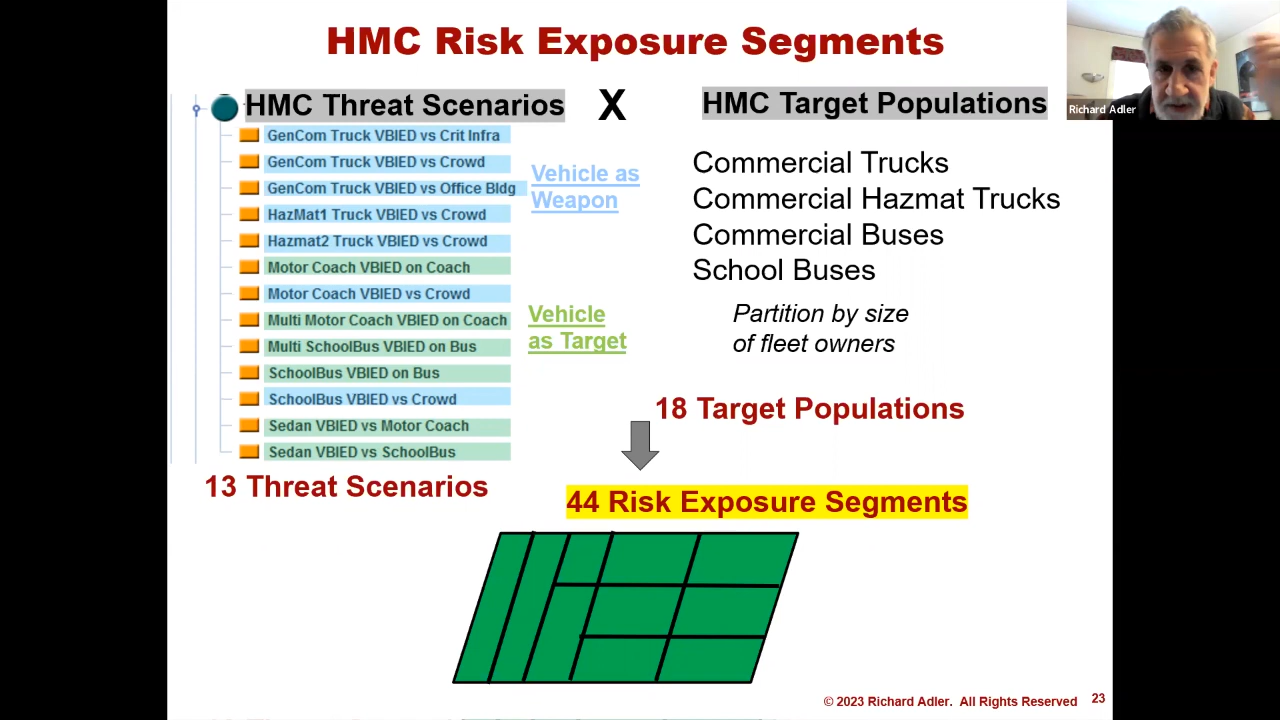 HMC Risk Exposure Segments
Richard Adler
HMC Threat Scenarios
X
HMC Target Populations
GenCom Truck VBIED vs Crit Infra
GenCom Truck VBIED vs Crowd
GenCom Truck VBIED vs Office Bldg
HazMat1 Truck VBIED vs Crowd
Hazmat2 Truck VBIED vs Crowd
Motor Coach VBIED on Coach
Motor Coach VBIED vs Crowd
Multi Motor Coach VBIED on Coach
Multi SchoolBus VBIED on Bus
SchoolBus VBIED on Bus
SchoolBus VBIED vs Crowd
Sedan VBIED vs Motor Coach
Sedan VBIED vs SchoolBus
Vehicle as
Weapon
Vehicle
as Target
Commercial Trucks
Commercial Hazmat Trucks
Commercial Buses
School Buses
Partition by size
of fleet owners
18 Target Populations
13 Threat Scenarios
44 Risk Exposure Segments
© 2023 Richard Adler. All Rights Reserved
23